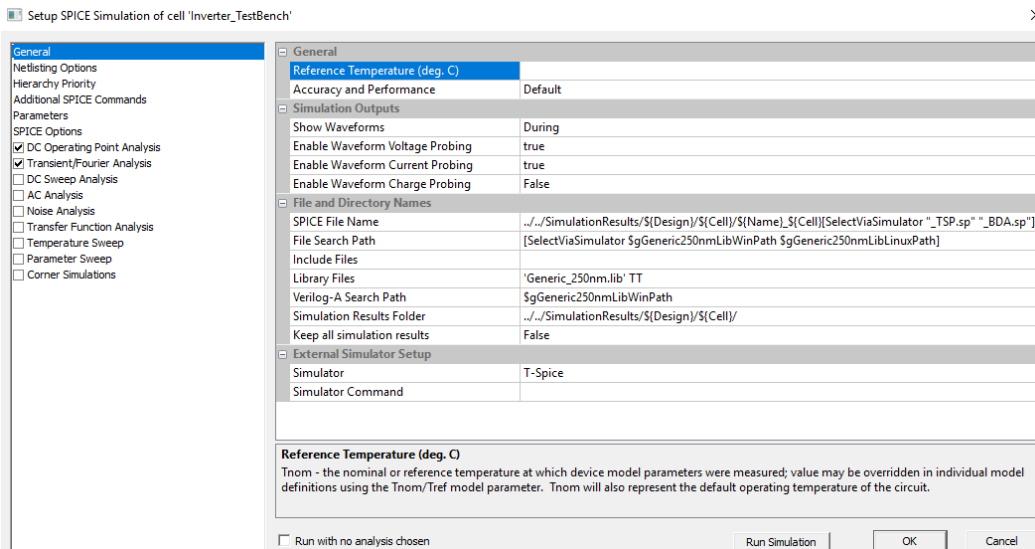 Setup SPICE Simulation of cell 'Inverter_TestBench'
General
Netlisting Options
Hierarchy Priority
Additional SPICE Commands
Parameters
SPICE Options
DC Operating Point Analysis
Transient/Fourier Analysis
DC Sweep Analysis
AC Analysis
Noise Analysis
Transfer Function Analysis
Temperature Sweep
Parameter Sweep
Corner Simulations
General
Reference Temperature (deg. C)
Accuracy and Performance Default
Simulation Outputs
Show Waveforms During
Enable Waveform Voltage Probing true
Enable Waveform Current Probing true
Enable Waveform Charge Probing False
File and Directory Names
SPICE File Name ../../SimulationResults/${Design}/${Cell}/${Name}_${Cell}[SelectViaSimulator "_TSP.sp" "_BDA.sp"]
File Search Path [SelectViaSimulator $gGeneric250nmLibWinPath $gGeneric250nmLibLinuxPath]
Include Files
Library Files 'Generic_250nm.lib' TT
Verilog-A Search Path $gGeneric250nmLibWinPath
Simulation Results Folder ../../SimulationResults/${Design}/${Cell}/
Keep all simulation results False
External Simulator Setup
Simulator T-Spice
Simulator Command
Reference Temperature (deg. C)
Tnom - the nominal or reference temperature at which device model parameters were measured; value may be overridden in individual model
definitions using the Tnom/Tref model parameter. Tnom will also represent the default operating temperature of the circuit.
Run with no analysis chosen
Run Simulation OK Cancel